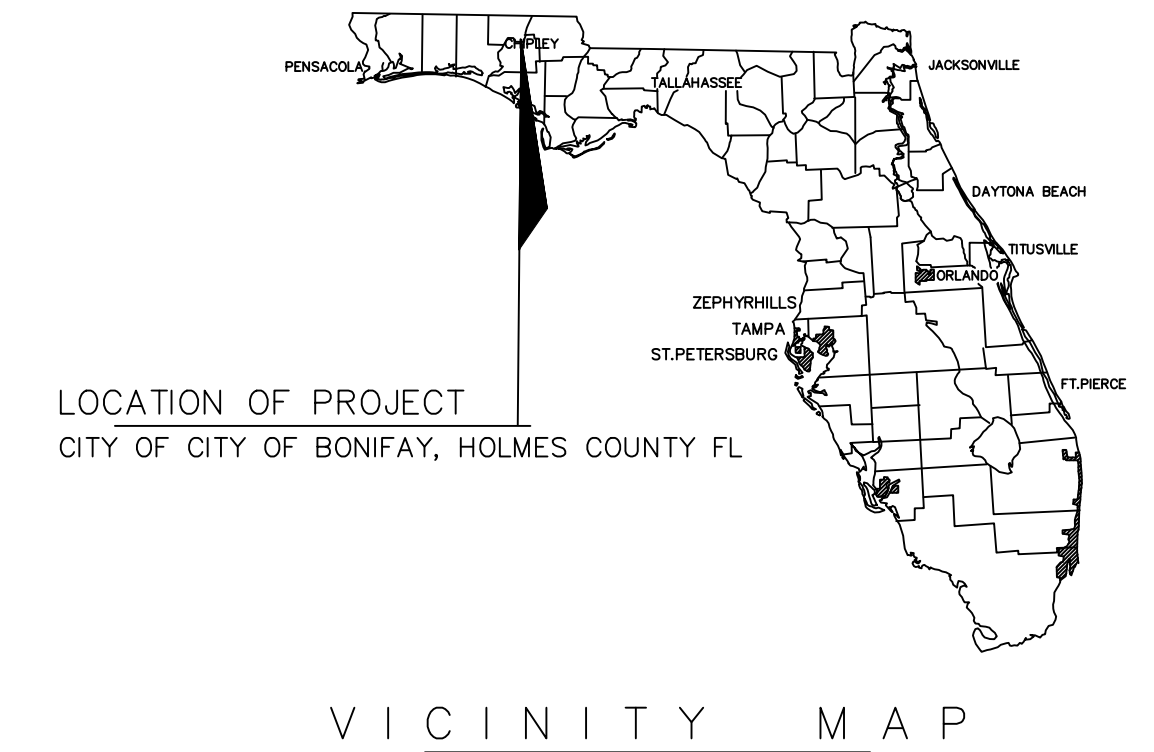 CHIPLEY
PENSACOLA
JACKSONVILLE
TALLAHASSEE
DAYTONA BEACH
TITUSVILLE
ORLANDO
ZEPHYRHILLS
TAMPA
ST.PETERSBURG
FT.PIERCE
LOCATION OF PROJECT
CITY OF CITY OF BONIFAY, HOLMES COUNTY FL
VICINITY MAP